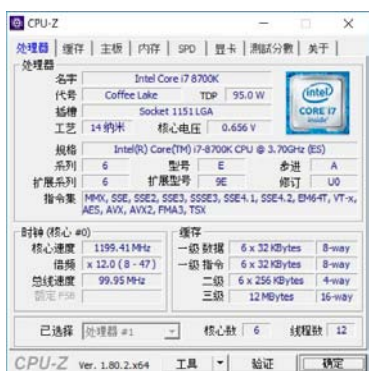 CPU-Z
处理器 缓存 主板 内存 SPD 显卡 测试分数 关于
处理器
名字 Intel Core i7 8700K
代号 Coffee Lake TDP 95.0 W
插槽 Socket 1151 LGA
工艺 14 纳米 核心电压 0.656 V
(intel)
CORE i7
规格 Intel(R) Core(TM) i7-8700K CPU @ 3.70GHz (ES)
系列 6 型号 E 步进 A
扩展系列 6 扩展型号 9E 修订 U0
指令集 MMX, SSE, SSE2, SSE3, SSSE3, SSE4.1, SSE4.2, EM64T, VT-x,
AES, AVX, AVX2, FMA3, TSX
时钟 (核心 #0)
核心速度 1199.41 MHz
倍频 x 12.0 ( 8 - 47 )
总线速度 99.95 MHz
额定 FSB
缓存
一级 数据 6 x 32 KBytes 8-way
一级 指令 6 x 32 KBytes 8-way
二级 6 x 256 KBytes 4-way
三级 12 MBytes 16-way
已选择 处理器 #1 核心数 6 线程数 12
CPU-Z Ver. 1.80.2.x64 工具 验证 确定